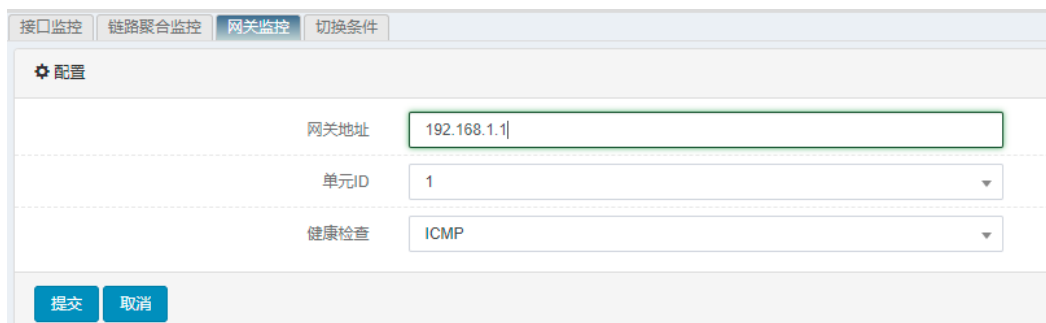 接口监控 链路聚合监控 网关监控 切换条件
配置
网关地址 192.168.1.1
单元ID 1
健康检查 ICMP
提交 取消